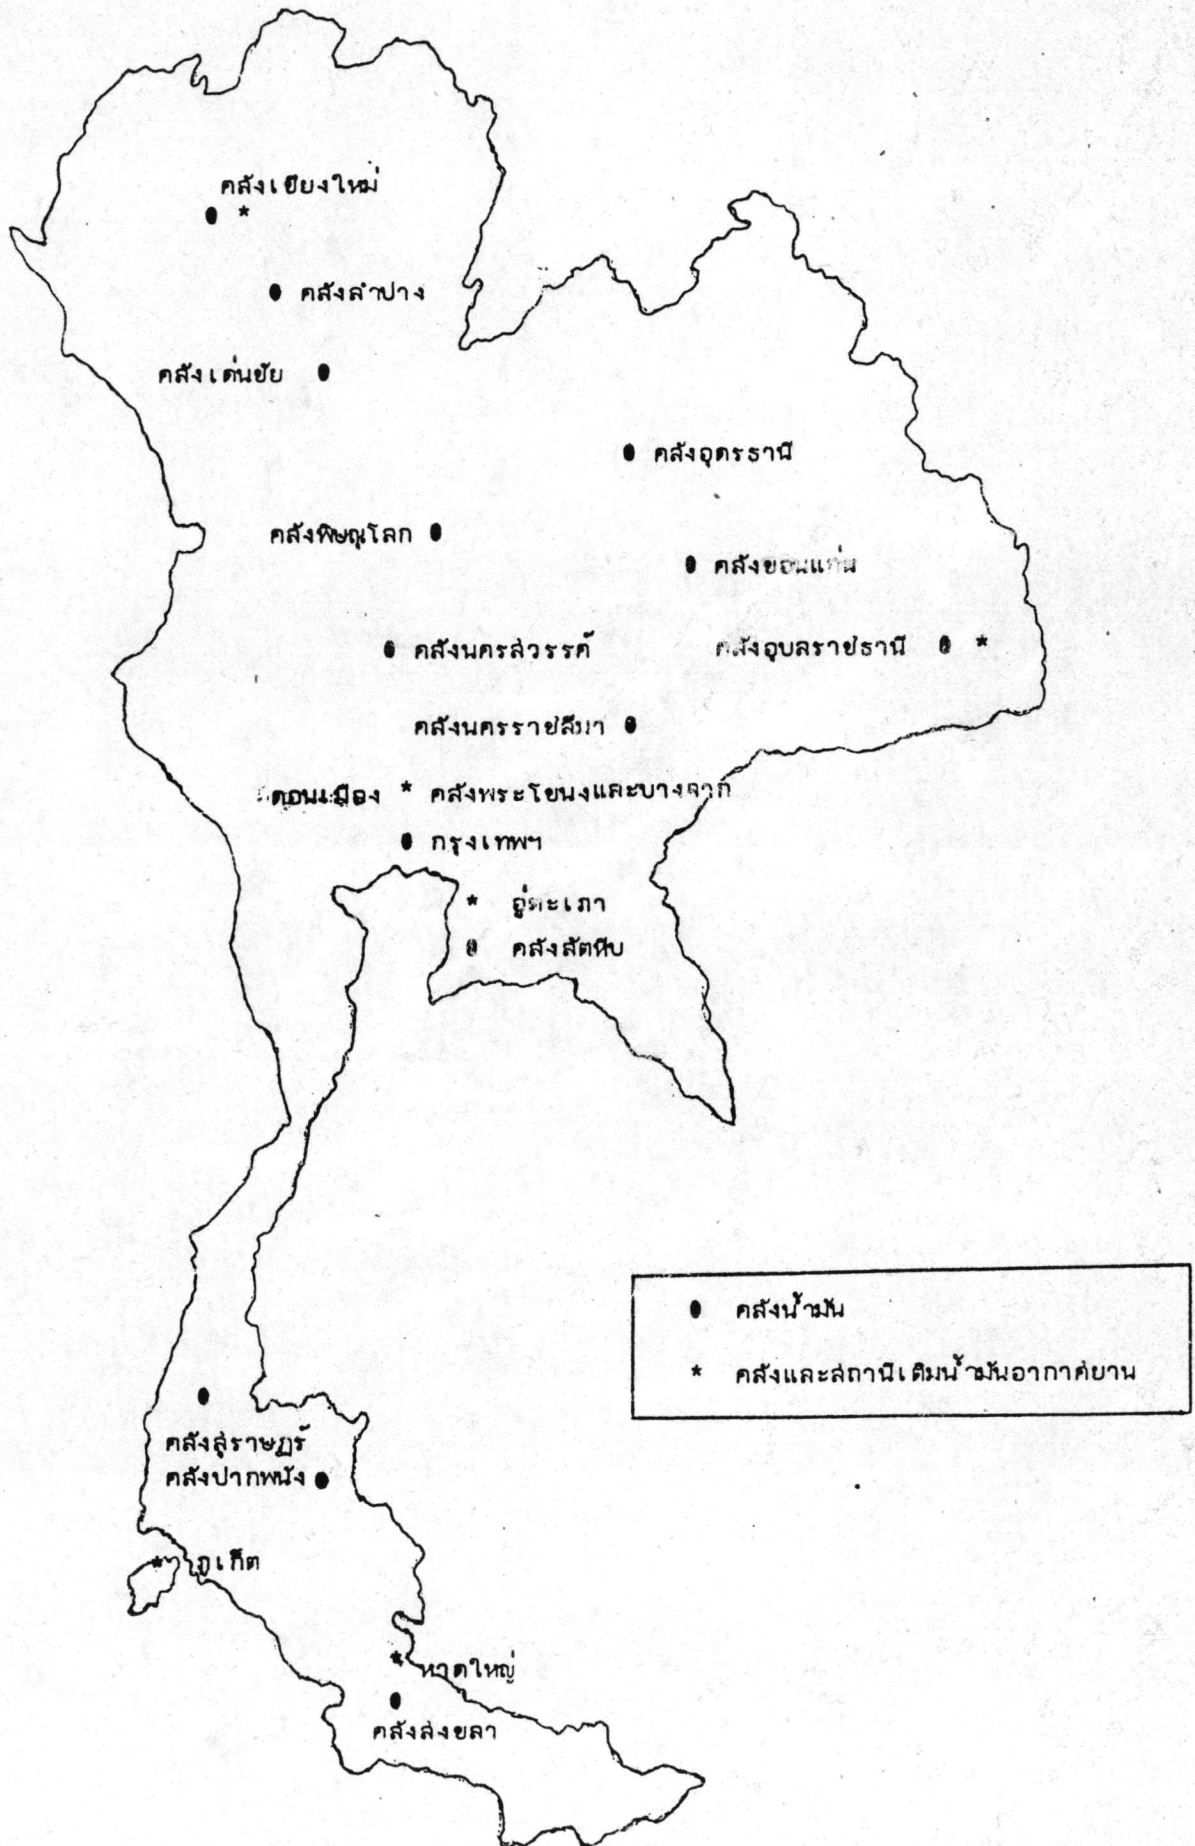 คลังเชียงใหม่
*
คลังลำปาง
คลังเด่นชัย
คลังอุดรธานี
คลังพิษณุโลก
คลังขอนแก่น
คลังนครสวรรค์
คลังอุบลราชธานี *
คลังนครราชสีมา
ดอนเมือง * คลังพระโขนงและบางจาก
กรุงเทพฯ
* อู่ตะเภา
คลังสัตหีบ
คลังน้ำมัน
* คลังและสถานีเติมน้ำมันอากาศยาน
คลังสุราษฎร์
คลังปากพนัง
* ภูเก็ต
* หาดใหญ่
คลังสงขลา